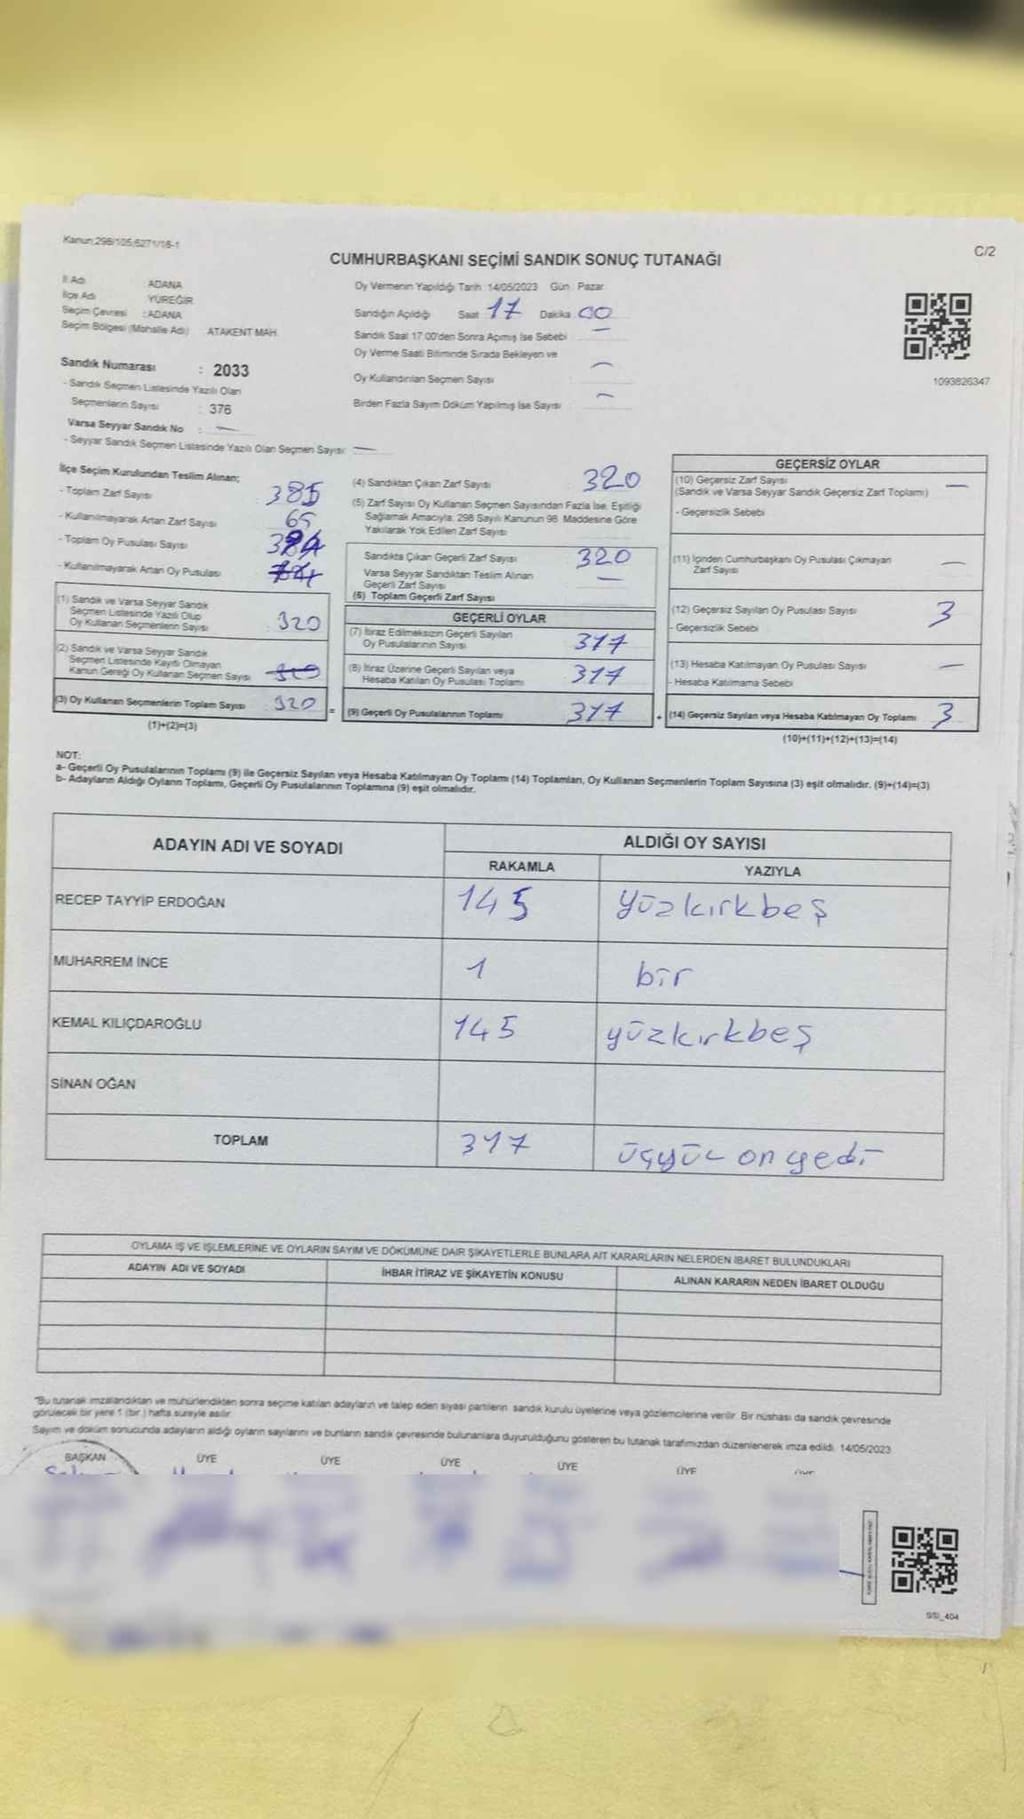 Kanun:298/105;6271/18-1
C/2
CUMHURBAŞKANI SEÇİMİ SANDIK SONUÇ TUTANAĞI
İl Adı : ADANA
İlçe Adı : YÜREĞİR
Seçim Çevresi : ADANA
Seçim Bölgesi (Mahalle Adı) ATAKENT MAH.
Sandık Numarası : 2033
- Sandık Seçmen Listesinde Yazılı Olan
Seçmenlerin Sayısı : 376
Varsa Seyyar Sandık No : —
- Seyyar Sandık Seçmen Listesinde Yazılı Olan Seçmen Sayısı: —
Oy Vermenin Yapıldığı Tarih: 14/05/2023 Gün : Pazar
Sandığın Açıldığı Saat 17 Dakika 00
Sandık Saat 17.00'den Sonra Açılmış İse Sebebi : —
Oy Verme Saati Bitiminde Sırada Bekleyen ve
Oy Kullandırılan Seçmen Sayısı : —
Birden Fazla Sayım Döküm Yapılmış İse Sayısı : —
1093826347
İlçe Seçim Kurulundan Teslim Alınan;
- Toplam Zarf Sayısı : 385
- Kullanılmayarak Artan Zarf Sayısı : 65
- Toplam Oy Pusulası Sayısı
- Kullanılmayarak Artan Oy Pusulası
(1) Sandık ve Varsa Seyyar Sandık
Seçmen Listesinde Yazılı Olup
Oy Kullanan Seçmenlerin Sayısı : 320
(2) Sandık ve Varsa Seyyar Sandık
Seçmen Listesinde Kayıtlı Olmayan
Kanun Gereği Oy Kullanan Seçmen Sayısı
(3) Oy Kullanan Seçmenlerin Toplam Sayısı : 320
(1)+(2)=(3)
(4) Sandıktan Çıkan Zarf Sayısı : 320
(5) Zarf Sayısı Oy Kullanan Seçmen Sayısından Fazla İse, Eşitliği
Sağlamak Amacıyla, 298 Sayılı Kanunun 98. Maddesine Göre
Yakılarak Yok Edilen Zarf Sayısı
Sandıkta Çıkan Geçerli Zarf Sayısı : 320
Varsa Seyyar Sandıktan Teslim Alınan
Geçerli Zarf Sayısı : —
(6) Toplam Geçerli Zarf Sayısı
GEÇERLİ OYLAR
(7) İtiraz Edilmeksizin Geçerli Sayılan
Oy Pusulalarının Sayısı : 317
(8) İtiraz Üzerine Geçerli Sayılan veya
Hesaba Katılan Oy Pusulası Toplamı : 317
= (9) Geçerli Oy Pusulalarının Toplamı : 317
GEÇERSİZ OYLAR
(10) Geçersiz Zarf Sayısı —
(Sandık ve Varsa Seyyar Sandık Geçersiz Zarf Toplamı)
- Geçersizlik Sebebi
(11) İçinden Cumhurbaşkanı Oy Pusulası Çıkmayan —
Zarf Sayısı
(12) Geçersiz Sayılan Oy Pusulası Sayısı 3
- Geçersizlik Sebebi
(13) Hesaba Katılmayan Oy Pusulası Sayısı —
- Hesaba Katılmama Sebebi
+ (14) Geçersiz Sayılan veya Hesaba Katılmayan Oy Toplamı 3
(10)+(11)+(12)+(13)=(14)
NOT:
a- Geçerli Oy Pusulalarının Toplamı (9) ile Geçersiz Sayılan veya Hesaba Katılmayan Oy Toplamı (14) Toplamları, Oy Kullanan Seçmenlerin Toplam Sayısına (3) eşit olmalıdır. (9)+(14)=(3)
b- Adayların Aldığı Oyların Toplamı, Geçerli Oy Pusulalarının Toplamına (9) eşit olmalıdır.
ADAYIN ADI VE SOYADI ALDIĞI OY SAYISI
RAKAMLA YAZIYLA
RECEP TAYYİP ERDOĞAN 145 yüzkırkbeş
MUHARREM İNCE 1 bir
KEMAL KILIÇDAROĞLU 145 yüzkırkbeş
SİNAN OĞAN
TOPLAM 317 üçyüz on yedi
OYLAMA İŞ VE İŞLEMLERİNE VE OYLARIN SAYIM VE DÖKÜMÜNE DAİR ŞİKAYETLERLE BUNLARA AİT KARARLARIN NELERDEN İBARET BULUNDUKLARI
ADAYIN ADI VE SOYADI İHBAR İTİRAZ VE ŞİKAYETİN KONUSU ALINAN KARARIN NEDEN İBARET OLDUĞU
"Bu tutanak imzalandıktan ve mühürlendikten sonra seçime katılan adayların ve talep eden siyasi partilerin sandık kurulu üyelerine veya gözlemcilerine verilir. Bir nüshası da sandık çevresinde
görülecek bir yere 1 (bir ) hafta süreyle asılır.
Sayım ve döküm sonucunda adayların aldığı oyların sayılarını ve bunların sandık çevresinde bulunanlara duyurulduğunu gösteren bu tutanak tarafımızdan düzenlenerek imza edildi. 14/05/2023
BAŞKAN ÜYE ÜYE ÜYE ÜYE ÜYE ÜYE
SSI_404